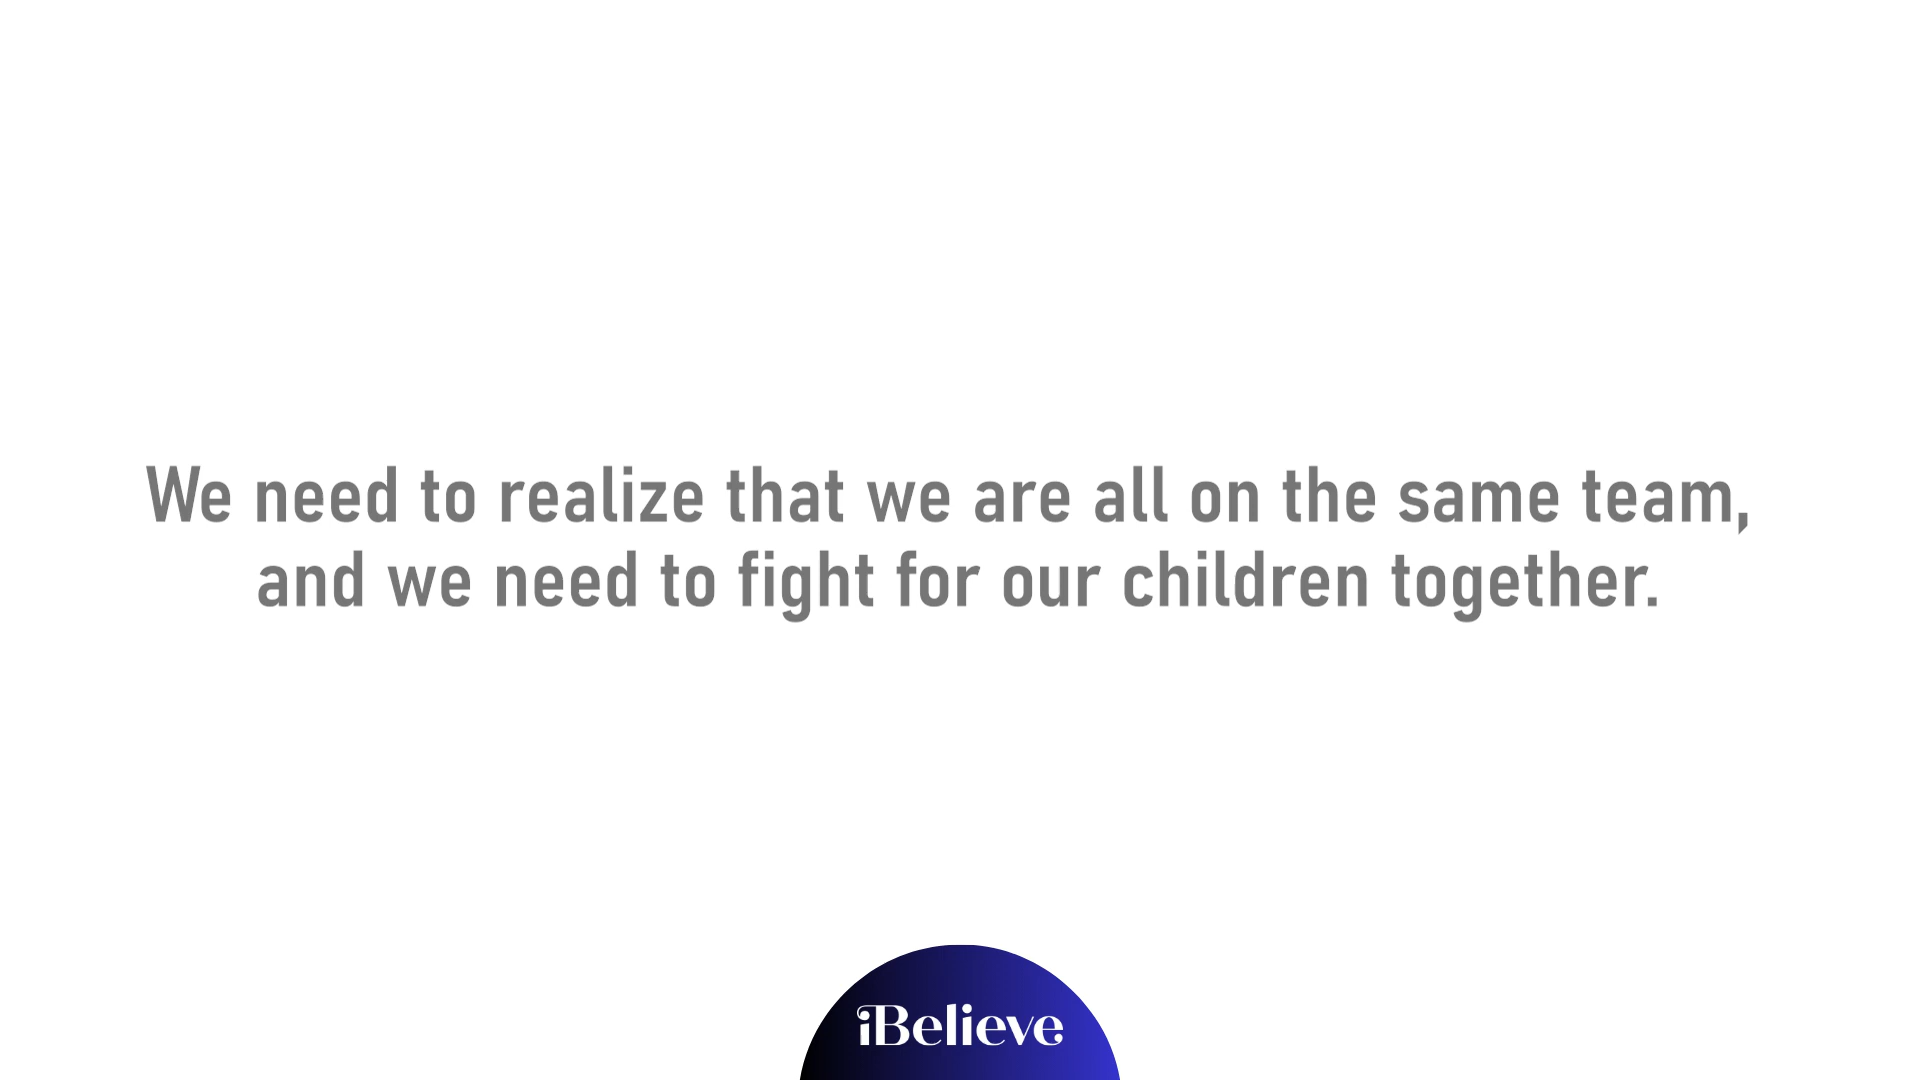 We need to realize that we are all on the same team,
and we need to fight for our children together.
iBelieve